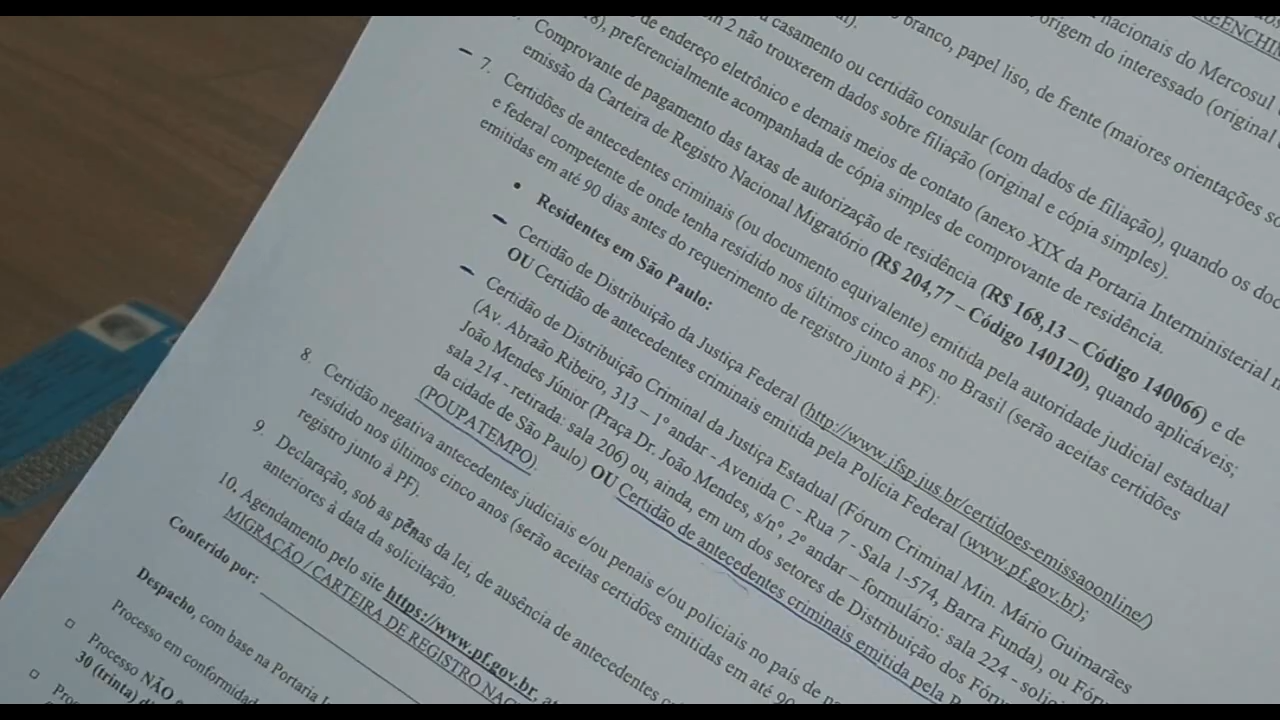 nacionais do Mercosul
origem do interessado (original
branco, papel liso, de frente (maiores orientações
casamento ou certidão consular (com dados de filiação), quando os
2 não trouxerem dados sobre filiação (original e cópia simples).
de endereço eletrônico e demais meios de contato (anexo XIX da Portaria Interministerial
preferencialmente acompanhada de cópia simples de comprovante de residência.
Comprovante de pagamento das taxas de autorização de residência (R$ 168,13 – Código 140066) e de
emissão da Carteira de Registro Nacional Migratório (R$ 204,77 – Código 140120), quando aplicáveis;
7. Certidões de antecedentes criminais (ou documento equivalente) emitida pela autoridade judicial estadual
e federal competente de onde tenha residido nos últimos cinco anos no Brasil (serão aceitas certidões
emitidas em até 90 dias antes do requerimento de registro junto à PF):
• Residentes em São Paulo:
Certidão de Distribuição da Justiça Federal (http://www.jfsp.jus.br/certidoes-emissaoonline/)
OU Certidão de antecedentes criminais emitida pela Polícia Federal (www.pf.gov.br);
Certidão de Distribuição Criminal da Justiça Estadual (Fórum Criminal Min. Mário Guimarães
(Av. Abraão Ribeiro, 313 – 1º andar - Avenida C - Rua 7 - Sala 1-574, Barra Funda), ou
João Mendes Júnior (Praça Dr. João Mendes, s/nº, 2º andar – formulário: sala 224 -
sala 214 - retirada: sala 206) ou, ainda, em um dos setores de Distribuição dos
da cidade de São Paulo) OU Certidão de antecedentes criminais emitida pela
(POUPATEMPO).
8. Certidão negativa antecedentes judiciais e/ou penais e/ou policiais no país de
residido nos últimos cinco anos (serão aceitas certidões emitidas em até 90
registro junto à PF).
9. Declaração, sob as penas da lei, de ausência de antecedentes
anteriores à data da solicitação.
10. Agendamento pelo site https://www.pf.gov.br,
MIGRAÇÃO / CARTEIRA DE REGISTRO
Conferido por:
Despacho, com base na Portaria
Processo em conformidade
Processo NÃO
30 (trinta)